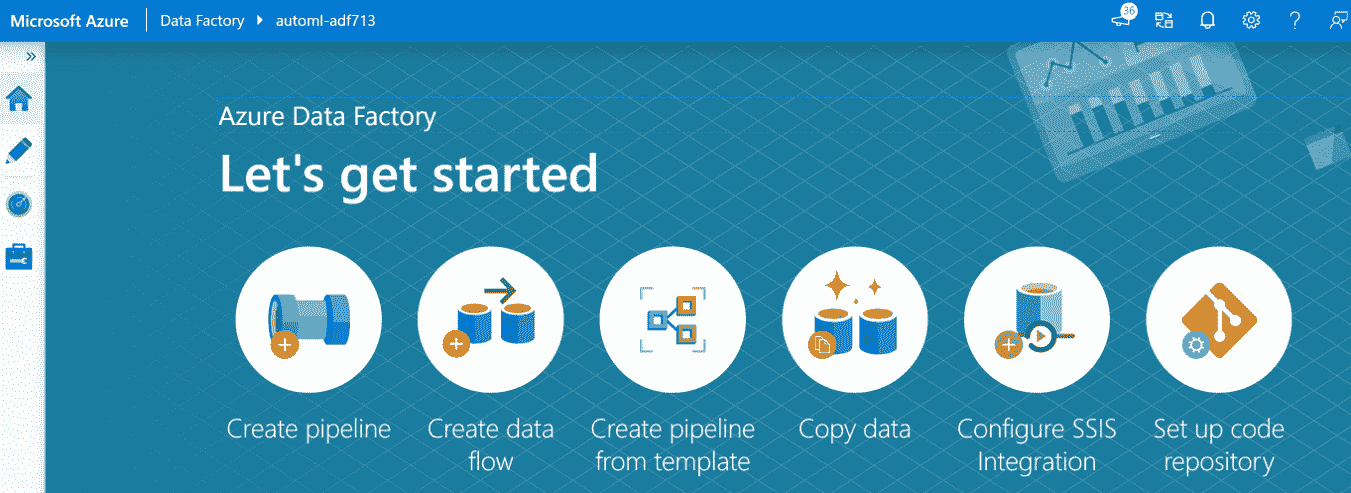 Microsoft Azure
Data Factory
automl-adf713
36
Azure Data Factory
Let's get started
Create pipeline
Create data
flow
Create pipeline
from template
Copy data
Configure SSIS
Integration
Set up code
repository